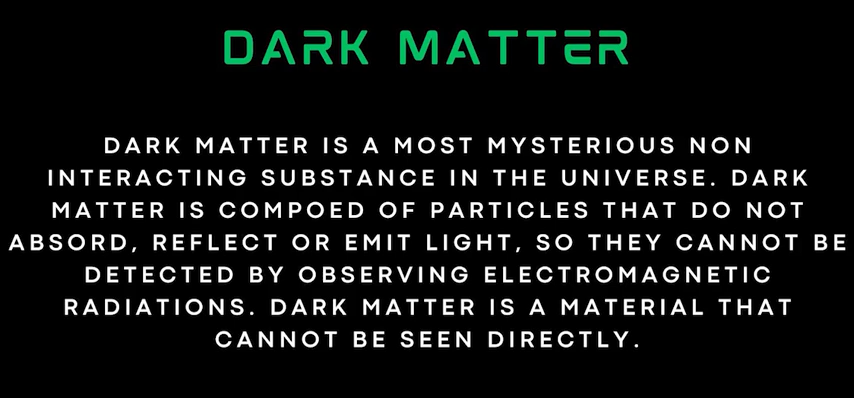 DARK MATTER
DARK MATTER IS A MOST MYSTERIOUS NON
INTERACTING SUBSTANCE IN THE UNIVERSE. DARK
MATTER IS COMPOED OF PARTICLES THAT DO NOT
ABSORD, REFLECT OR EMIT LIGHT, SO THEY CANNOT BE
DETECTED BY OBSERVING ELECTROMAGNETIC
RADIATIONS. DARK MATTER IS A MATERIAL THAT
CANNOT BE SEEN DIRECTLY.